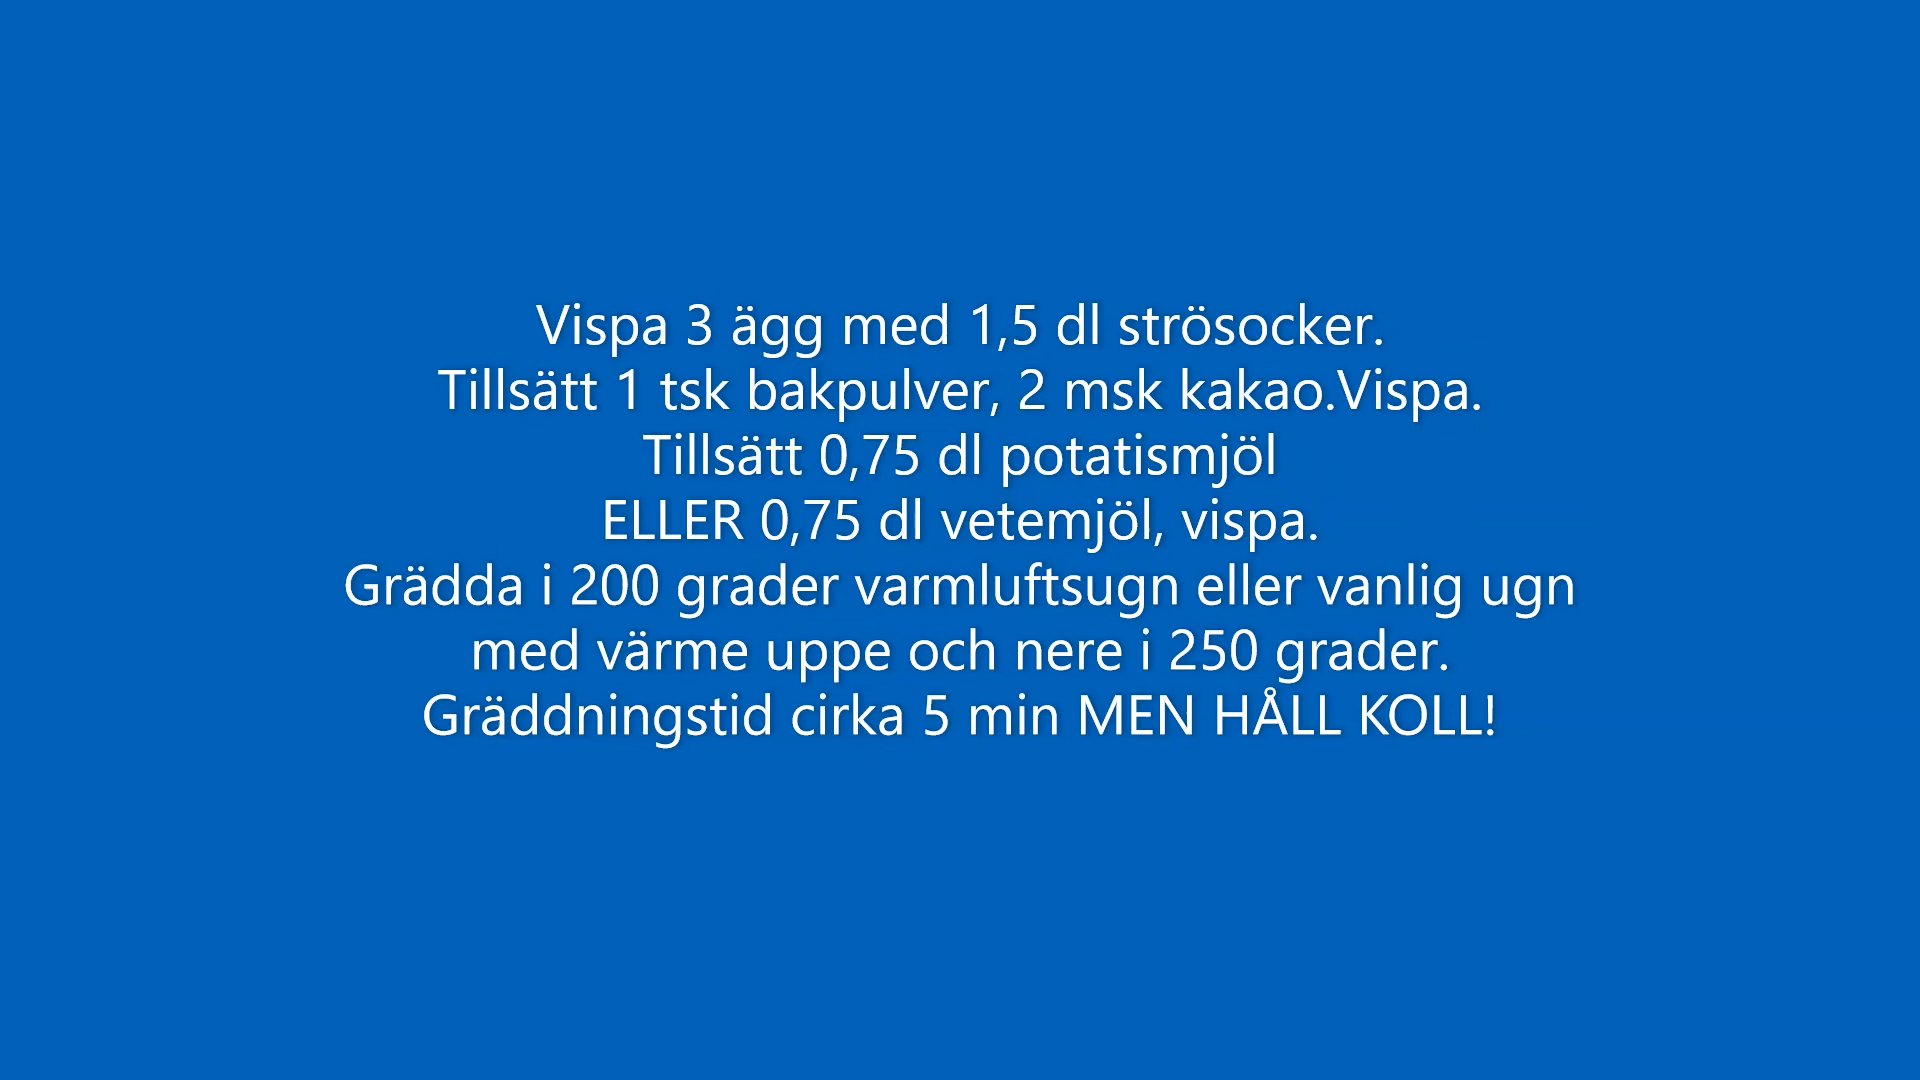 Vispa 3 ägg med 1,5 dl strösocker.
Tillsätt 1 tsk bakpulver, 2 msk kakao.Vispa.
Tillsätt 0,75 dl potatismjöl
ELLER 0,75 dl vetemjöl, vispa.
Grädda i 200 grader varmluftsugn eller vanlig ugn
med värme uppe och nere i 250 grader.
Gräddningstid cirka 5 min MEN HÅLL KOLL!